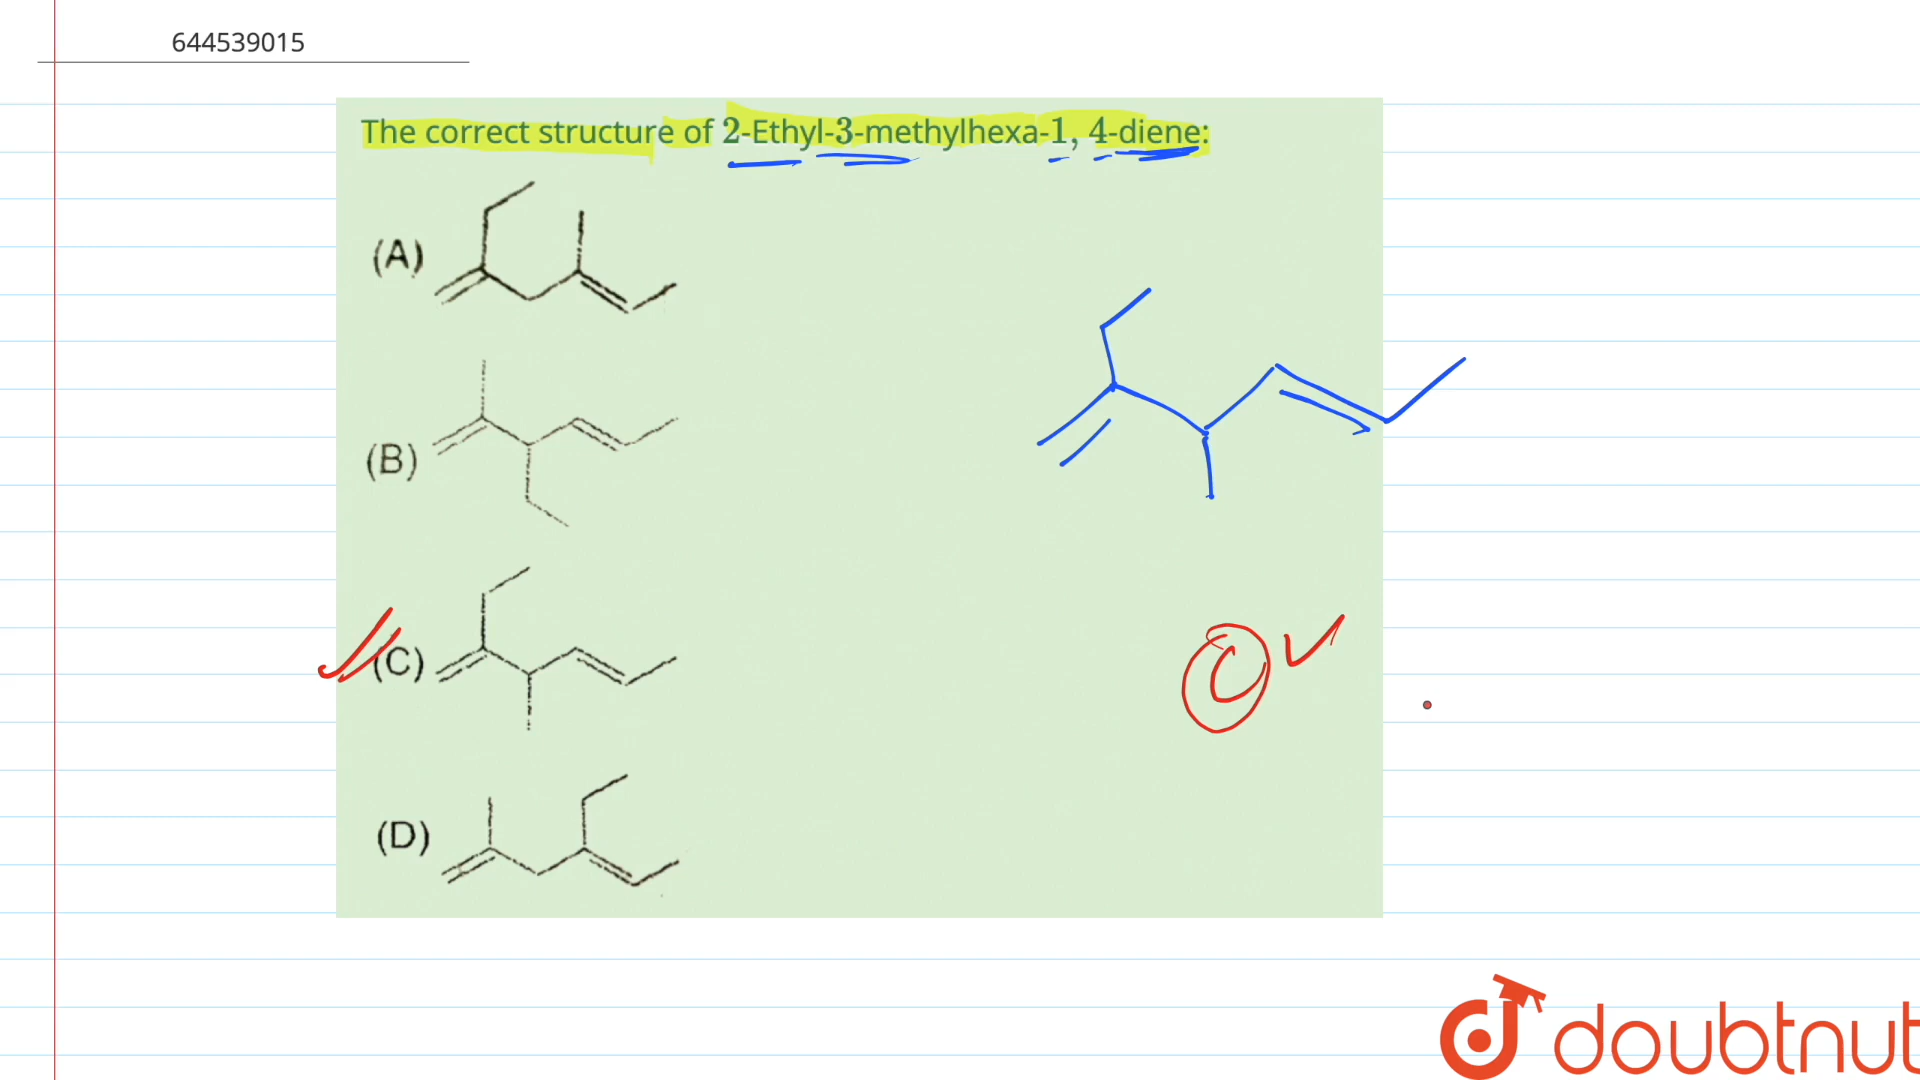 644539015
The correct structure of 2-Ethyl-3-methylhexa-1, 4-diene:
(A)
(B)
(C)
C
(D)
doubtnut